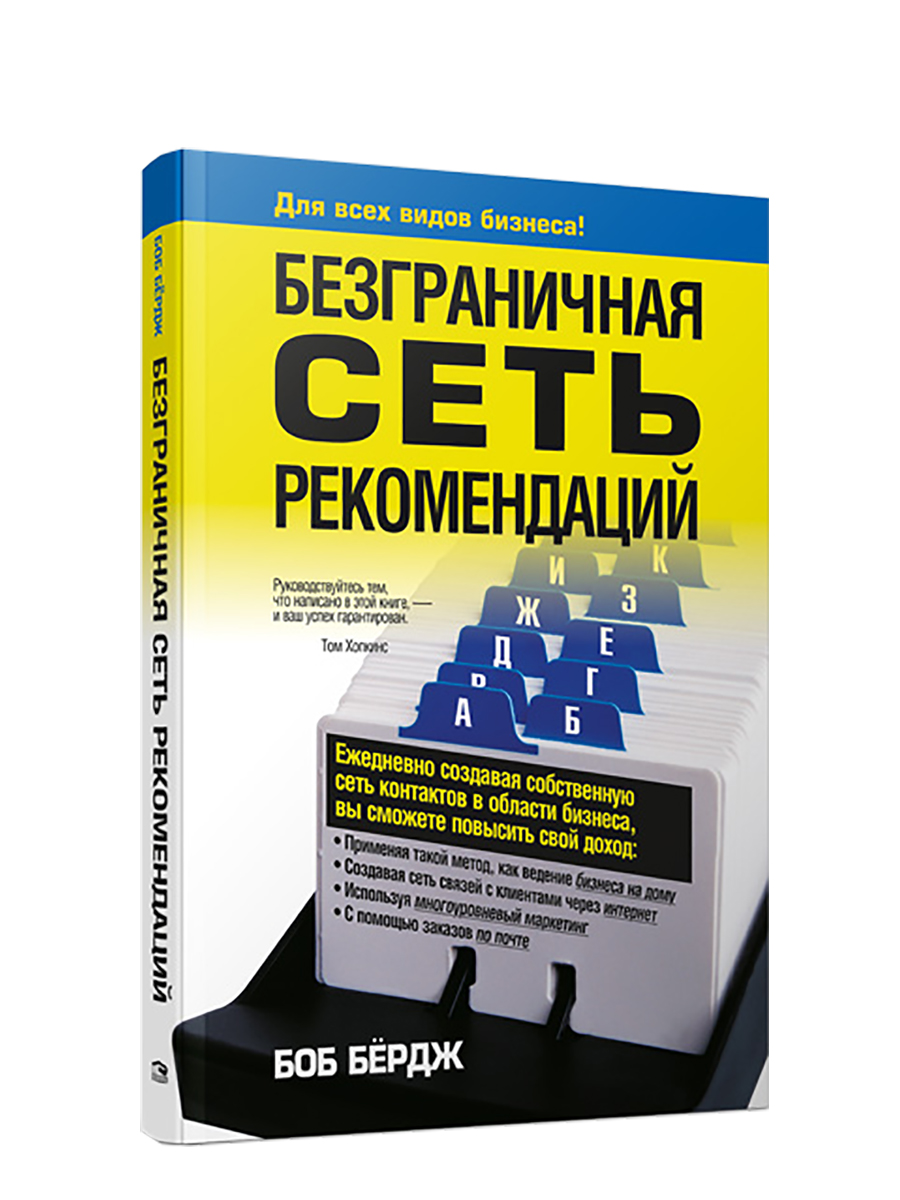 Для всех видов бизнеса!
БЕЗГРАНИЧНАЯ
СЕТЬ
РЕКОМЕНДАЦИЙ
Руководствуйтесь тем,
что написано в этой книге, —
и ваш успех гарантирован.
Том Хопкинс
И К
Ж З
Д Е
В Г
А Б
Ежедневно создавая собственную
сеть контактов в области бизнеса,
вы сможете повысить свой доход:
• Применяя такой метод, как ведение бизнеса на дому
• Создавая сеть связей с клиентами через интернет
• Используя многоуровневый маркетинг
• С помощью заказов по почте
БОБ БЁРДЖ
БОБ БЁРДЖ БЕЗГРАНИЧНАЯ СЕТЬ РЕКОМЕНДАЦИЙ